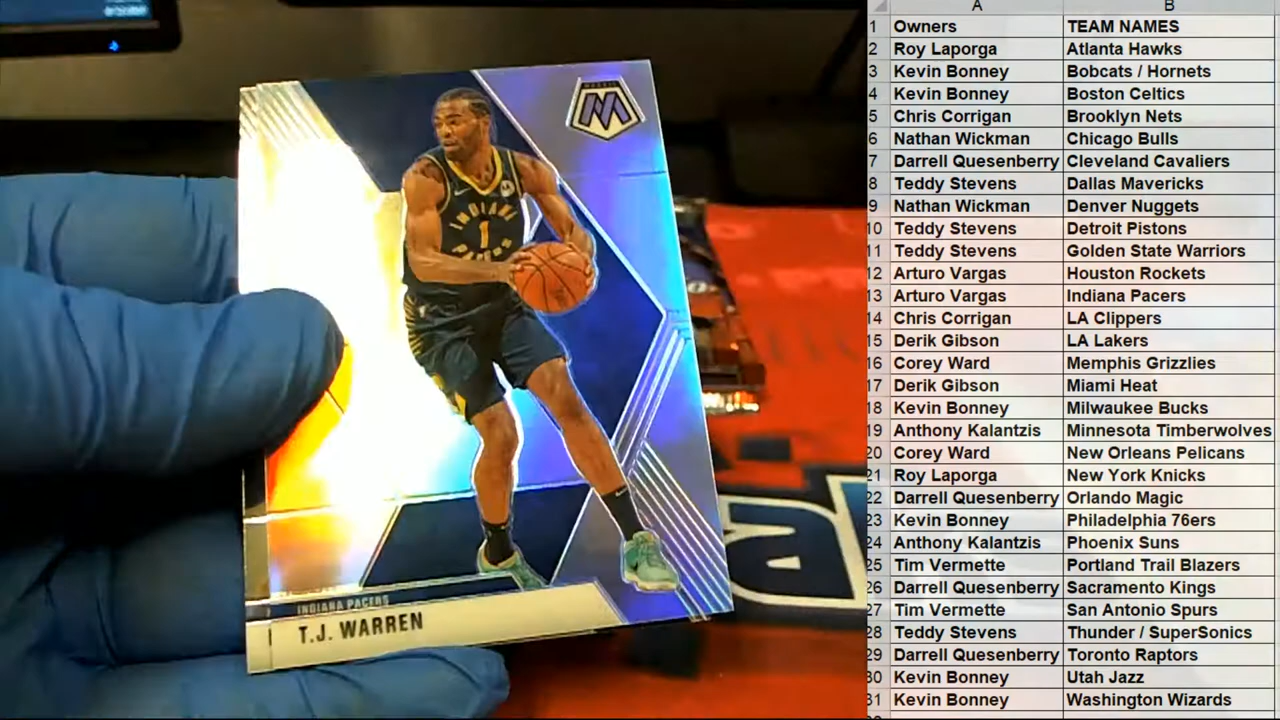 MOSAIC
M
INDIANA
1
PACERS
INDIANA PACERS
T.J. WARREN
A B
1 Owners TEAM NAMES
2 Roy Laporga Atlanta Hawks
3 Kevin Bonney Bobcats / Hornets
4 Kevin Bonney Boston Celtics
5 Chris Corrigan Brooklyn Nets
6 Nathan Wickman Chicago Bulls
7 Darrell Quesenberry Cleveland Cavaliers
8 Teddy Stevens Dallas Mavericks
9 Nathan Wickman Denver Nuggets
10 Teddy Stevens Detroit Pistons
11 Teddy Stevens Golden State Warriors
12 Arturo Vargas Houston Rockets
13 Arturo Vargas Indiana Pacers
14 Chris Corrigan LA Clippers
15 Derik Gibson LA Lakers
16 Corey Ward Memphis Grizzlies
17 Derik Gibson Miami Heat
18 Kevin Bonney Milwaukee Bucks
19 Anthony Kalantzis Minnesota Timberwolves
20 Corey Ward New Orleans Pelicans
21 Roy Laporga New York Knicks
22 Darrell Quesenberry Orlando Magic
23 Kevin Bonney Philadelphia 76ers
24 Anthony Kalantzis Phoenix Suns
25 Tim Vermette Portland Trail Blazers
26 Darrell Quesenberry Sacramento Kings
27 Tim Vermette San Antonio Spurs
28 Teddy Stevens Thunder / SuperSonics
29 Darrell Quesenberry Toronto Raptors
30 Kevin Bonney Utah Jazz
31 Kevin Bonney Washington Wizards